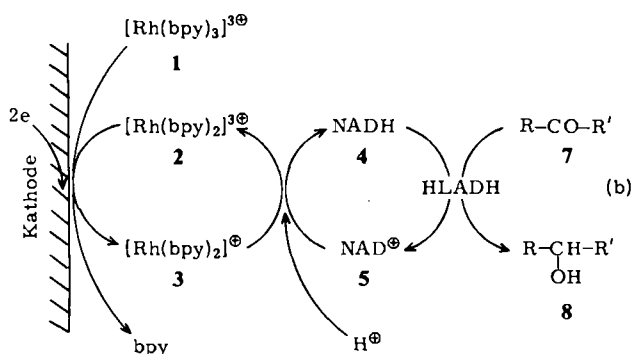 [Rh(bpy)₃]³⊕
1
2e
[Rh(bpy)₂]³⊕
2
NADH
4
R-CO-R'
7
Kathode
HLADH
(b)
[Rh(bpy)₂]⊕
3
NAD⊕
5
R-CH-R'
OH
8
bpy
H⊕